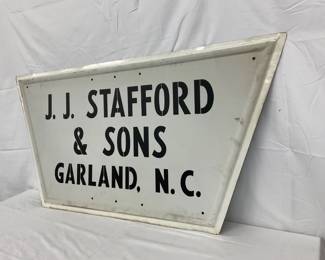 J. J. STAFFORD
& SONS
GARLAND, N.C.